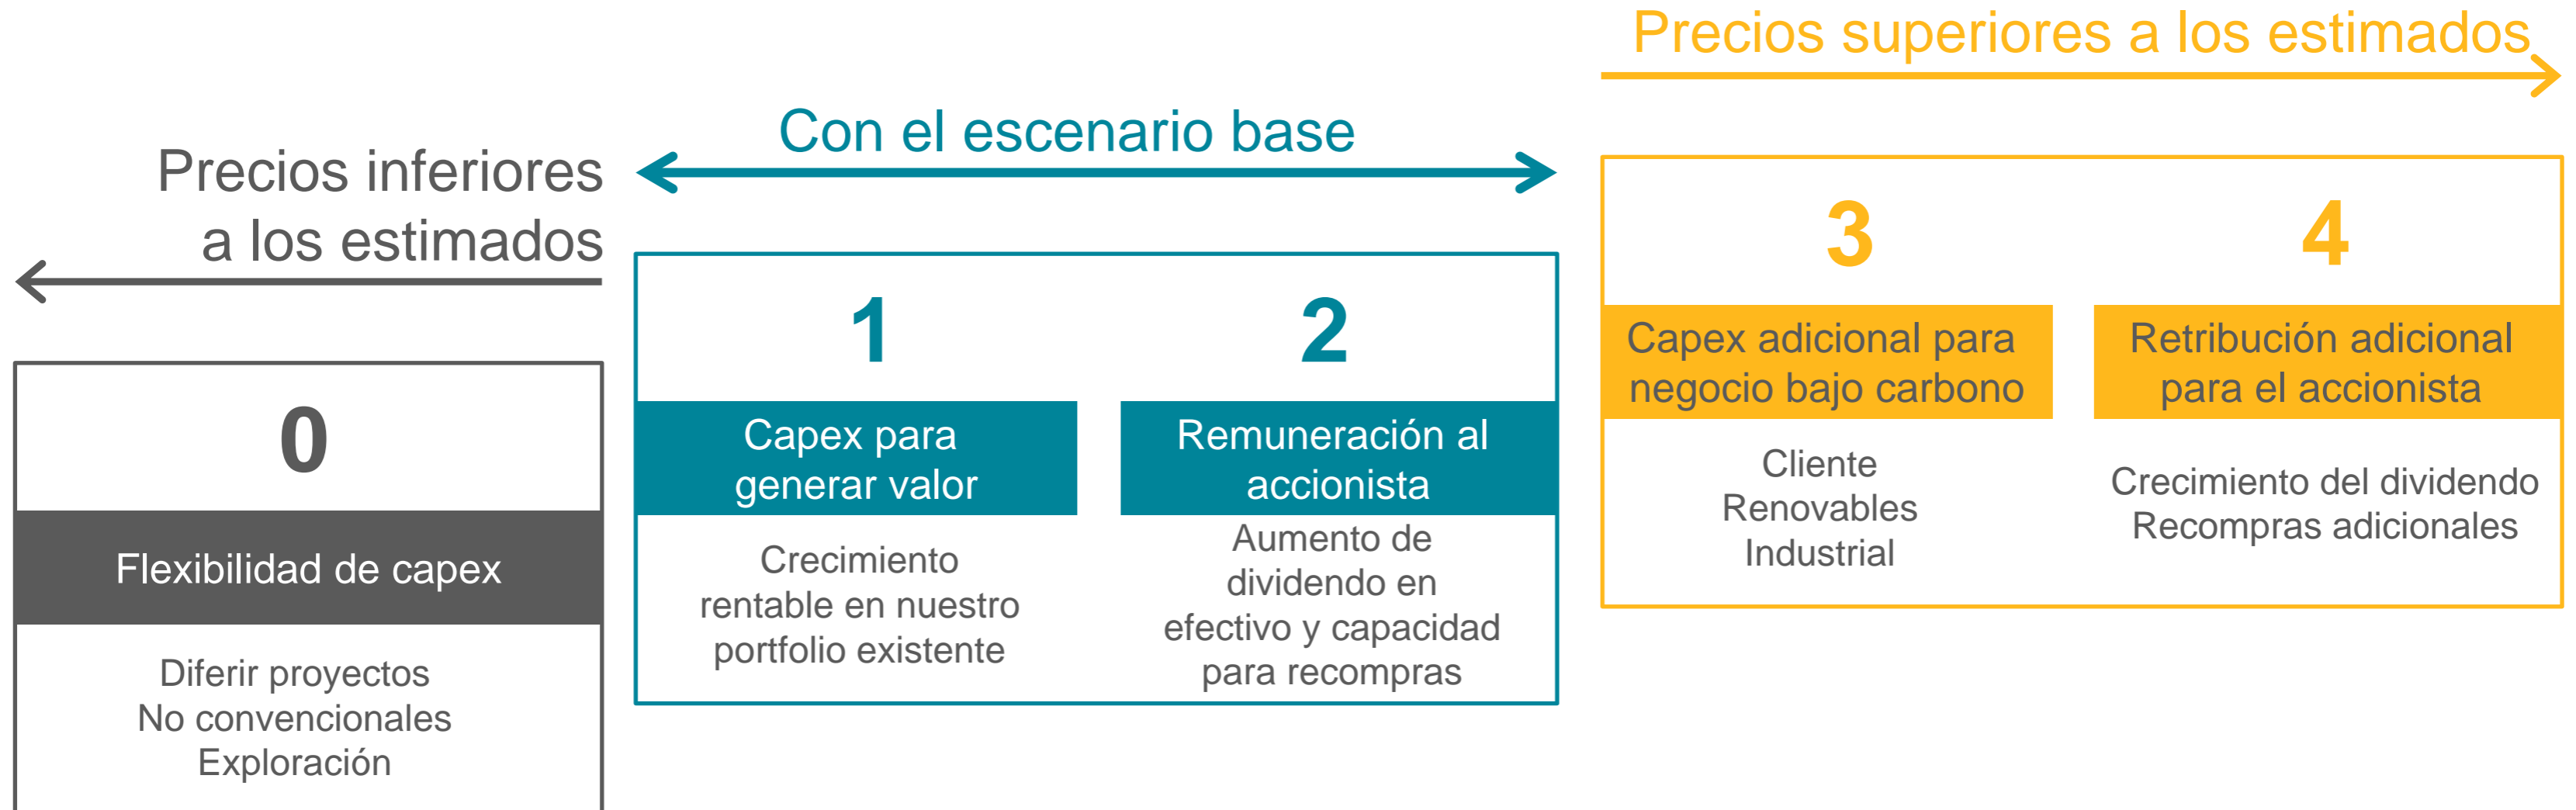 Precios inferiores
a los estimados
0
Flexibilidad de capex
Diferir proyectos
No convencionales
Exploración
Con el escenario base
1
Capex para
generar valor
Crecimiento
rentable en nuestro
portfolio existente
2
Remuneración al
accionista
Aumento de
dividendo en
efectivo y capacidad
para recompras
Precios superiores a los estimados
3
Capex adicional para
negocio bajo carbono
Cliente
Renovables
Industrial
4
Retribución adicional
para el accionista
Crecimiento del dividendo
Recompras adicionales